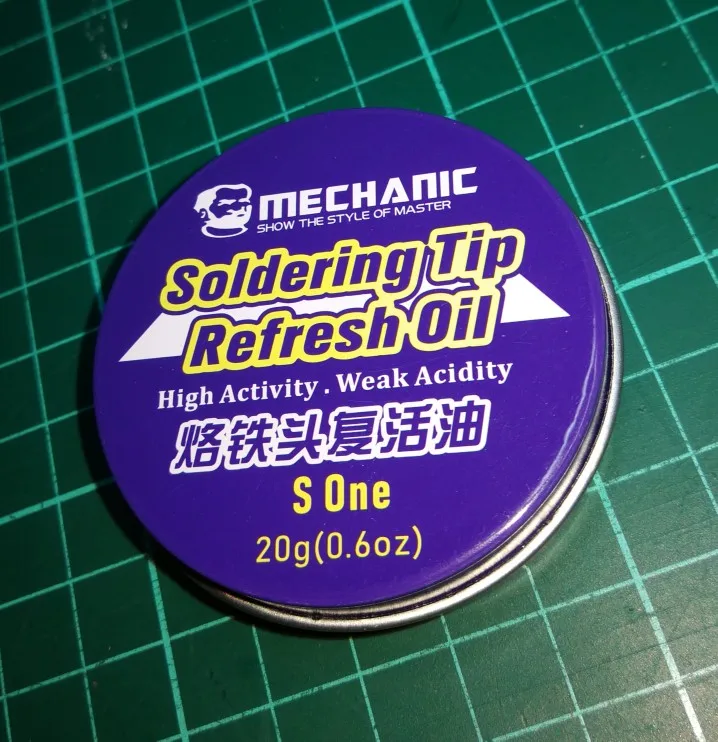 MECHANIC
SHOW THE STYLE OF MASTER
Soldering Tip
Refresh Oil
High Activity . Weak Acidity
烙铁头复活油
S One
20g(0.6oz)